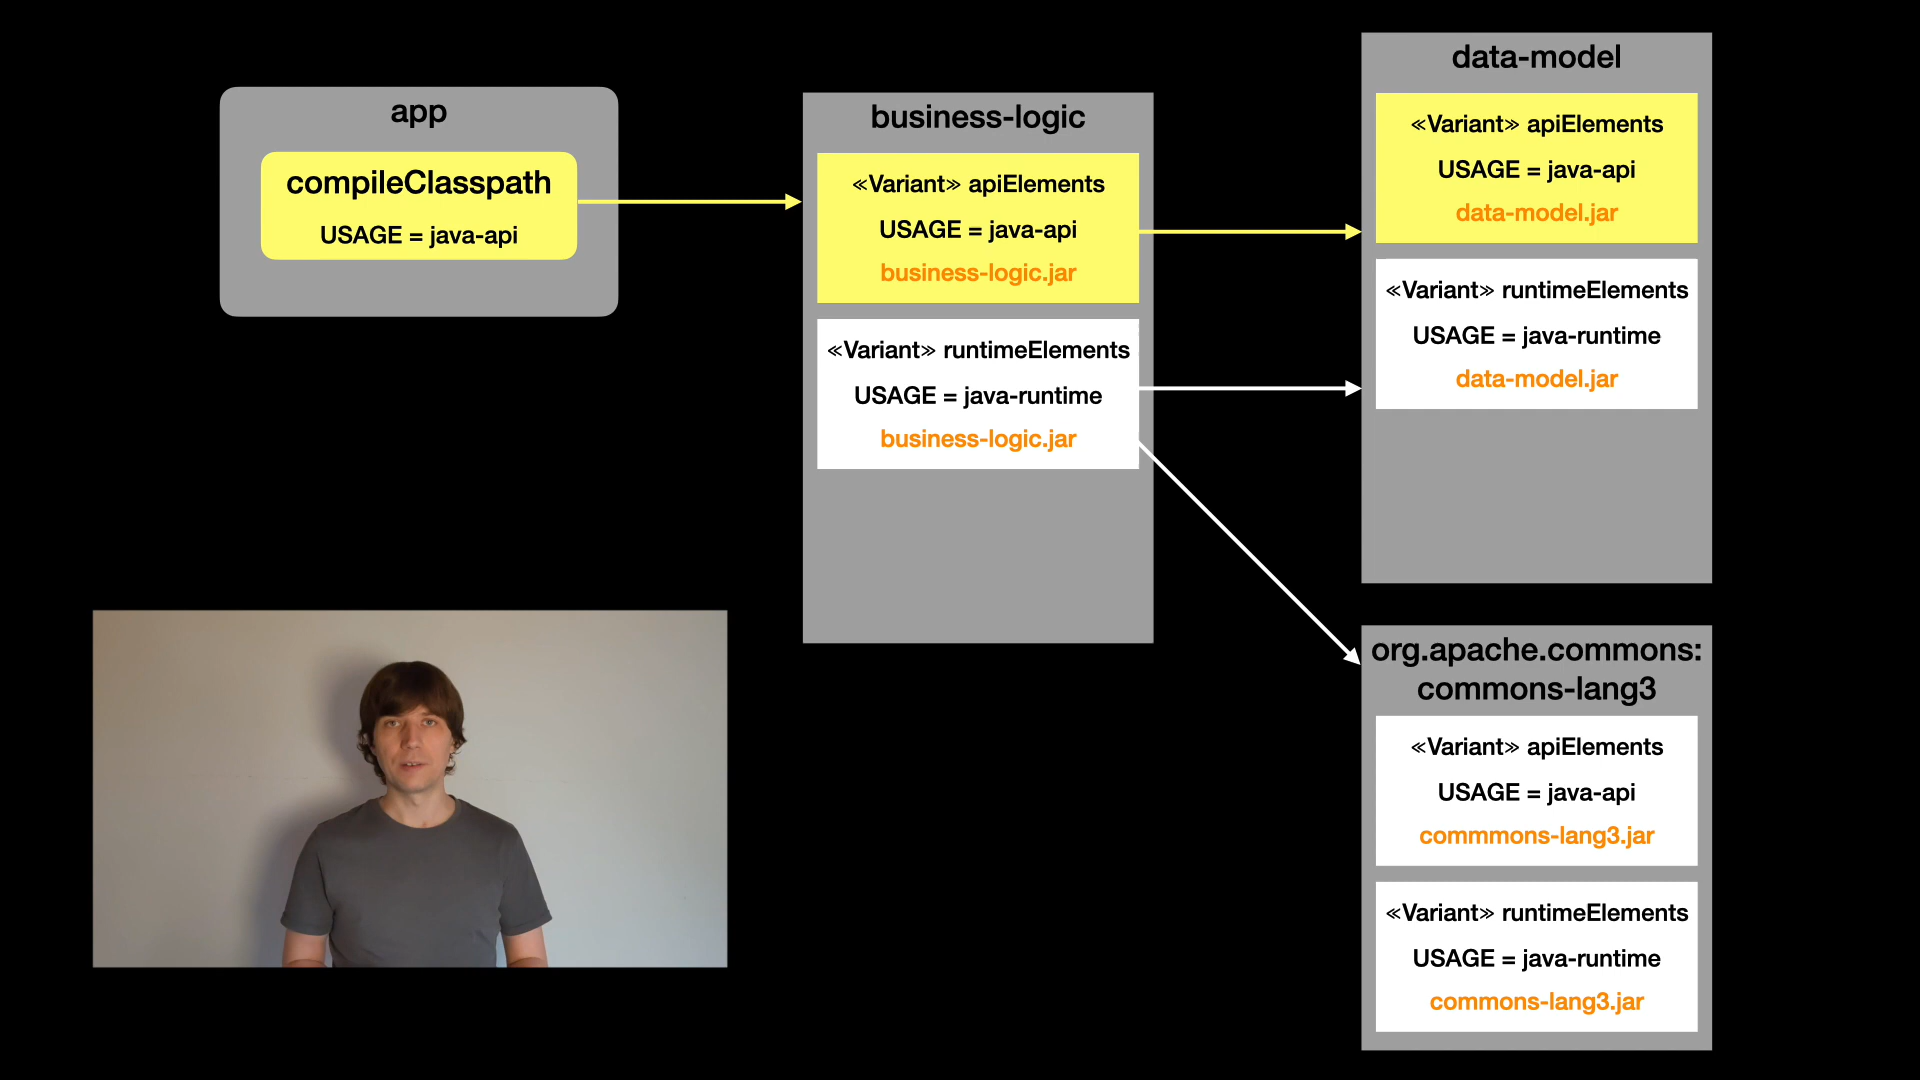 app
compileClasspath
USAGE = java-api
business-logic
«Variant» apiElements
USAGE = java-api
business-logic.jar
«Variant» runtimeElements
USAGE = java-runtime
business-logic.jar
data-model
«Variant» apiElements
USAGE = java-api
data-model.jar
«Variant» runtimeElements
USAGE = java-runtime
data-model.jar
org.apache.commons:
commons-lang3
«Variant» apiElements
USAGE = java-api
commmons-lang3.jar
«Variant» runtimeElements
USAGE = java-runtime
commons-lang3.jar